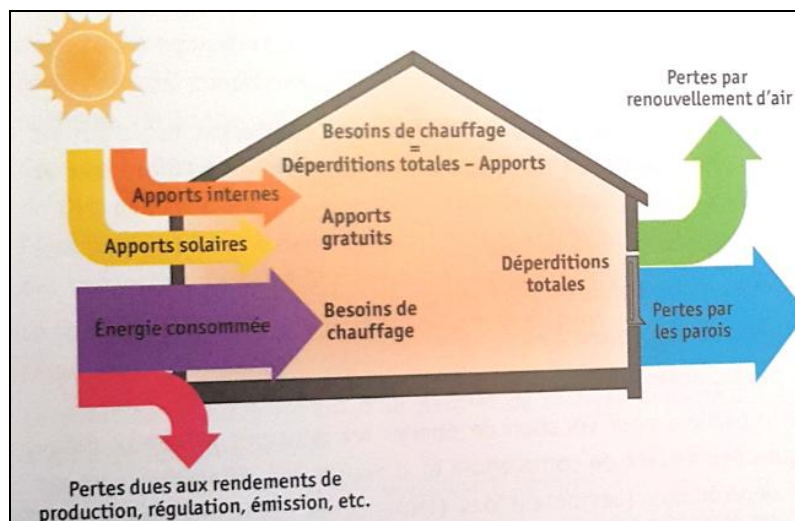 Pertes par
renouvellement d'air
Besoins de chauffage
=
Déperditions totales – Apports
Apports internes
Apports solaires
Apports
gratuits
Déperditions
totales
Énergie consommée
Besoins de
chauffage
Pertes par
les parois
Pertes dues aux rendements de
production, régulation, émission, etc.